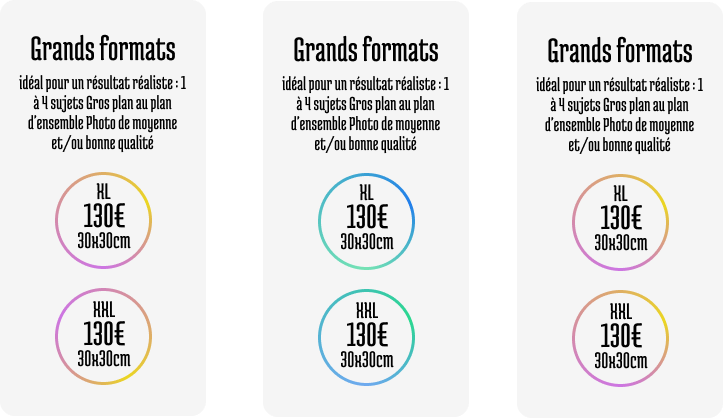 Grands formats
idéal pour un résultat réaliste : 1
à 4 sujets Gros plan au plan
d'ensemble Photo de moyenne
et/ou bonne qualité
XL
130€
30x30cm
XXL
130€
30x30cm
Grands formats
idéal pour un résultat réaliste : 1
à 4 sujets Gros plan au plan
d'ensemble Photo de moyenne
et/ou bonne qualité
XL
130€
30x30cm
XXL
130€
30x30cm
Grands formats
idéal pour un résultat réaliste : 1
à 4 sujets Gros plan au plan
d'ensemble Photo de moyenne
et/ou bonne qualité
XL
130€
30x30cm
XXL
130€
30x30cm